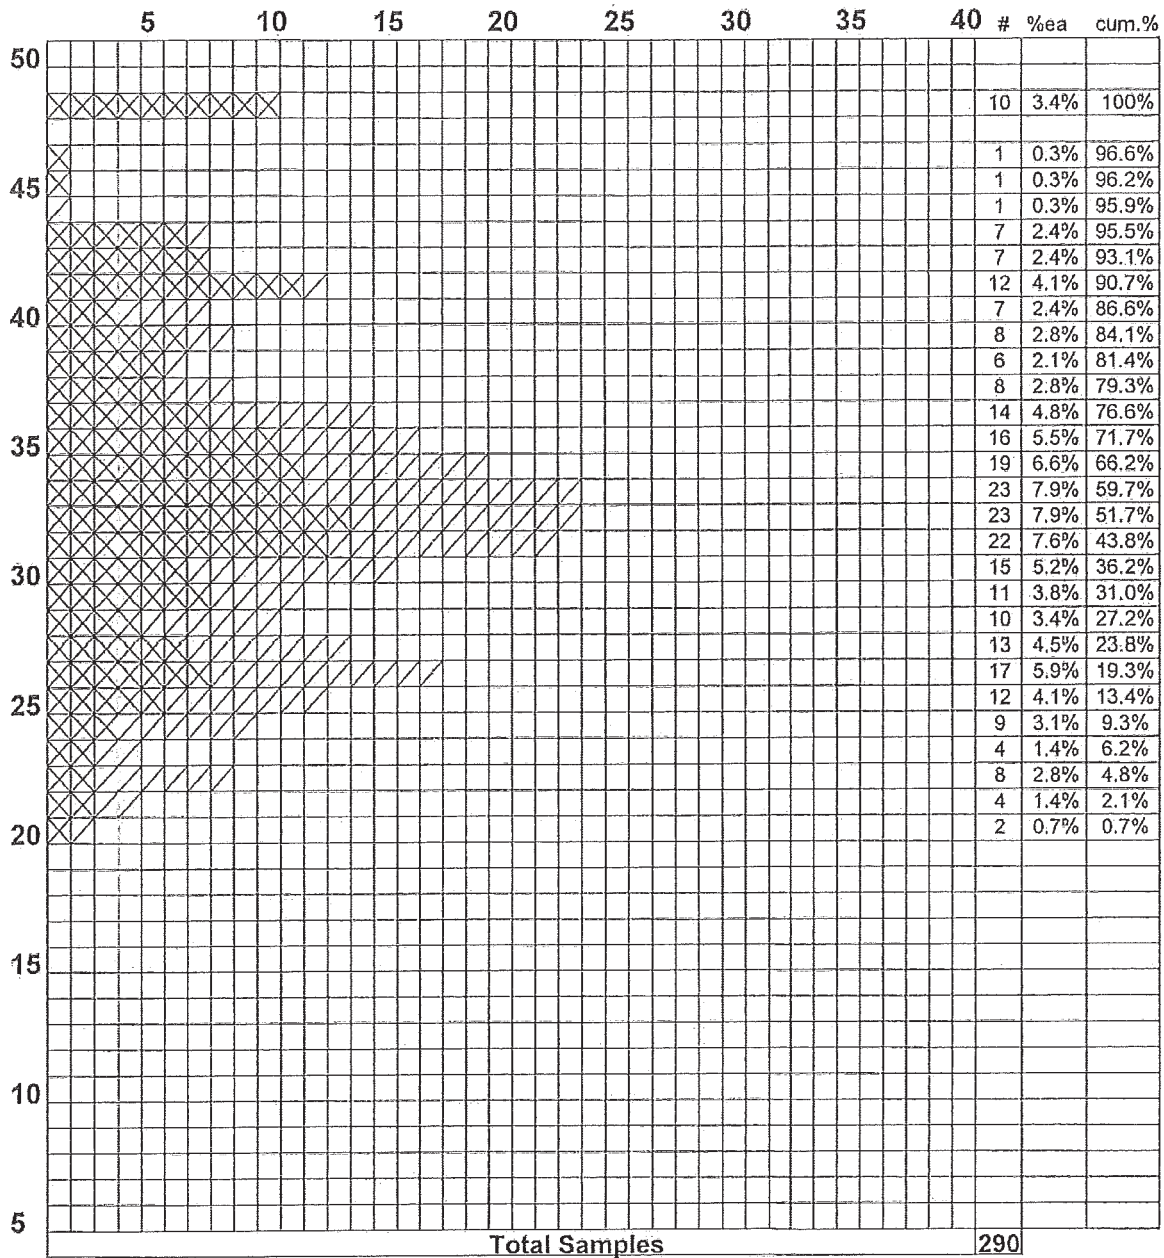 5 10 15 20 25 30 35 40 # %ea cum.%
50
10 3.4% 100%
1 0.3% 96.6%
45 1 0.3% 96.2%
1 0.3% 95.9%
7 2.4% 95.5%
7 2.4% 93.1%
12 4.1% 90.7%
40 7 2.4% 86.6%
8 2.8% 84.1%
6 2.1% 81.4%
8 2.8% 79.3%
14 4.8% 76.6%
35 16 5.5% 71.7%
19 6.6% 66.2%
23 7.9% 59.7%
23 7.9% 51.7%
22 7.6% 43.8%
30 15 5.2% 36.2%
11 3.8% 31.0%
10 3.4% 27.2%
13 4.5% 23.8%
17 5.9% 19.3%
25 12 4.1% 13.4%
9 3.1% 9.3%
4 1.4% 6.2%
8 2.8% 4.8%
4 1.4% 2.1%
20 2 0.7% 0.7%
15
10
5
Total Samples 290